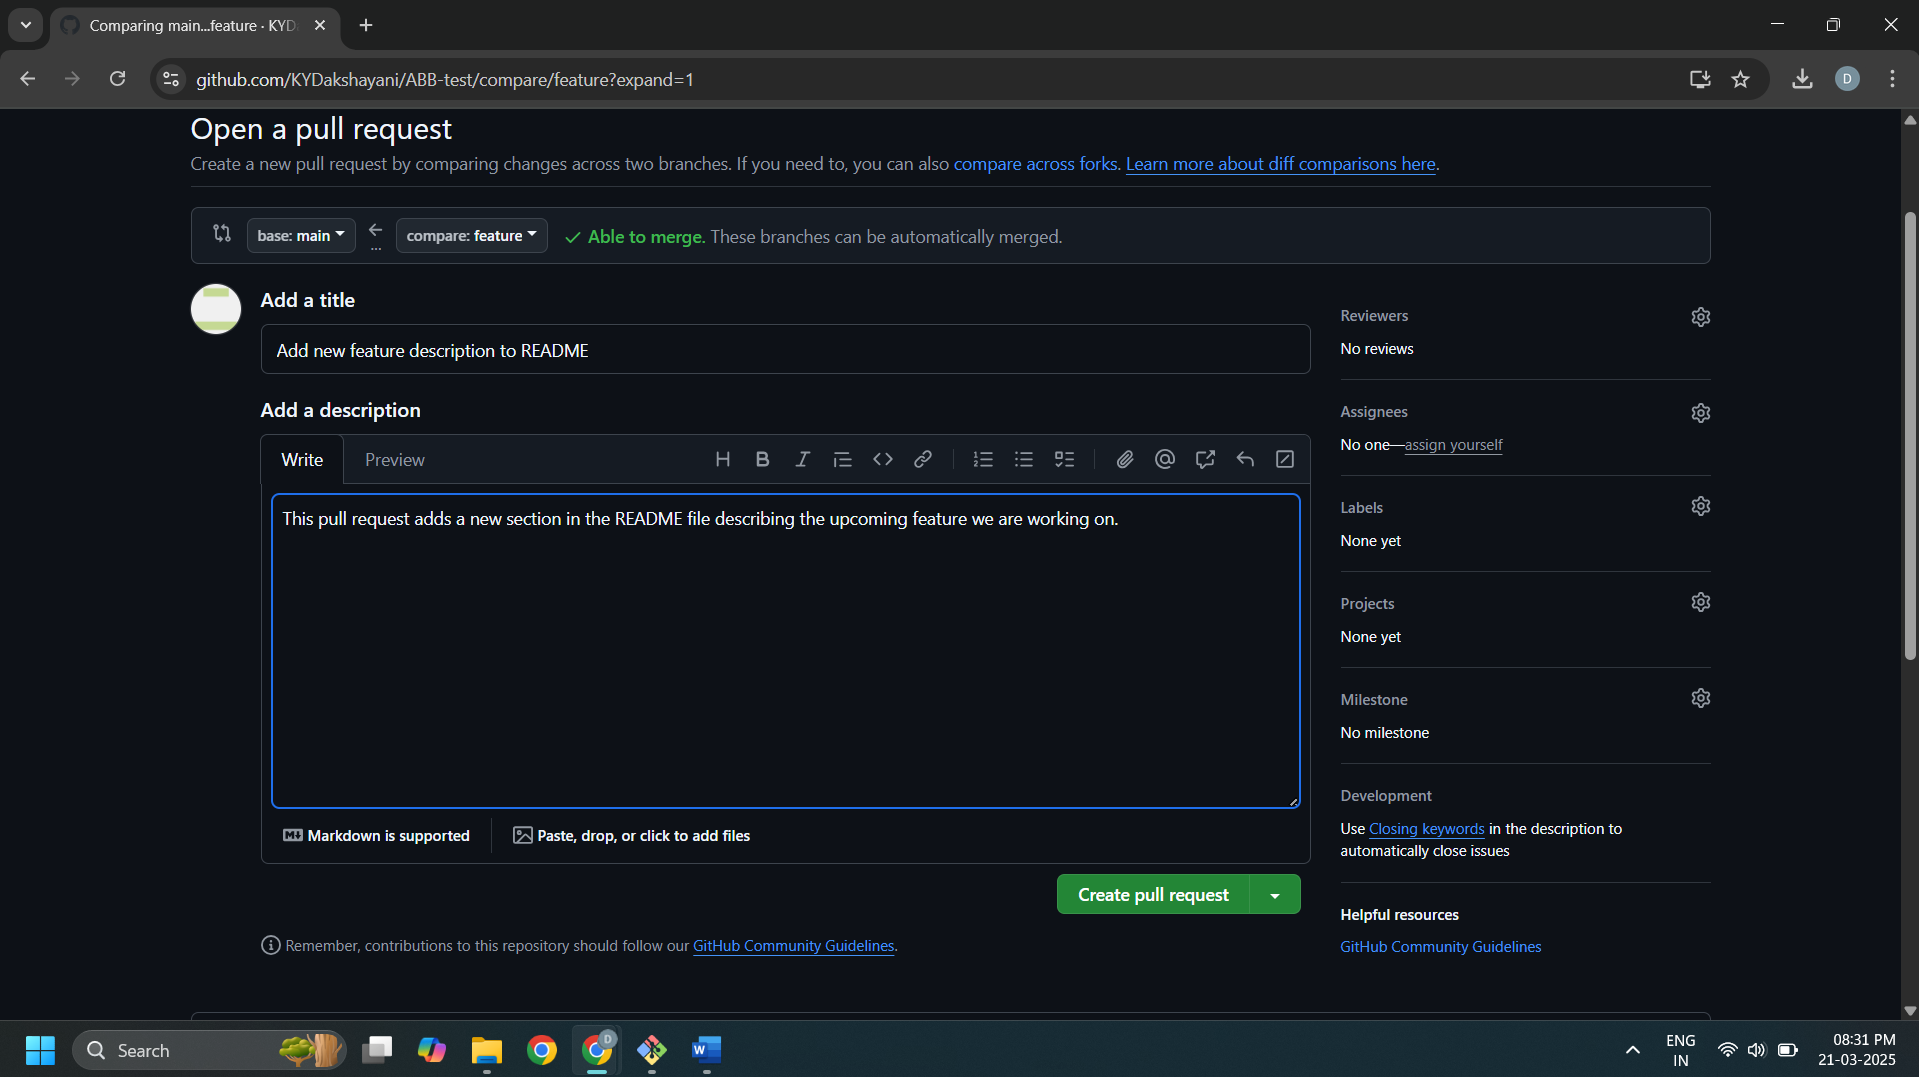 Comparing main...feature · KYD
github.com/KYDakshayani/ABB-test/compare/feature?expand=1
D
Open a pull request
Create a new pull request by comparing changes across two branches. If you need to, you can also compare across forks. Learn more about diff comparisons here.
base: main
...
compare: feature
Able to merge. These branches can be automatically merged.
Add a title
Add new feature description to README
Add a description
Write
Preview
This pull request adds a new section in the README file describing the upcoming feature we are working on.
Markdown is supported
Paste, drop, or click to add files
Create pull request
Remember, contributions to this repository should follow our GitHub Community Guidelines.
Reviewers
No reviews
Assignees
No one—assign yourself
Labels
None yet
Projects
None yet
Milestone
No milestone
Development
Use Closing keywords in the description to
automatically close issues
Helpful resources
GitHub Community Guidelines
Search
D
W
ENG
IN
08:31 PM
21-03-2025